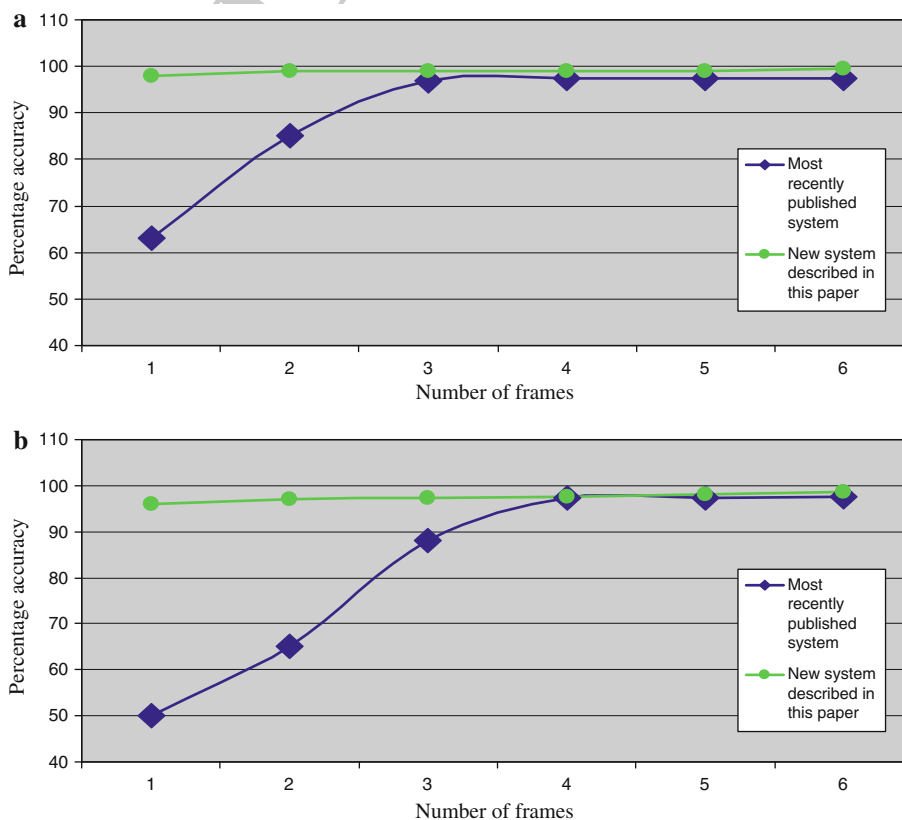 a
110
100
90
80
70
60
50
40
Percentage accuracy
Most
recently
published
system
New system
described in
this paper
1 2 3 4 5 6
Number of frames
b
110
100
90
80
70
60
50
40
Percentage accuracy
Most
recently
published
system
New system
described in
this paper
1 2 3 4 5 6
Number of frames